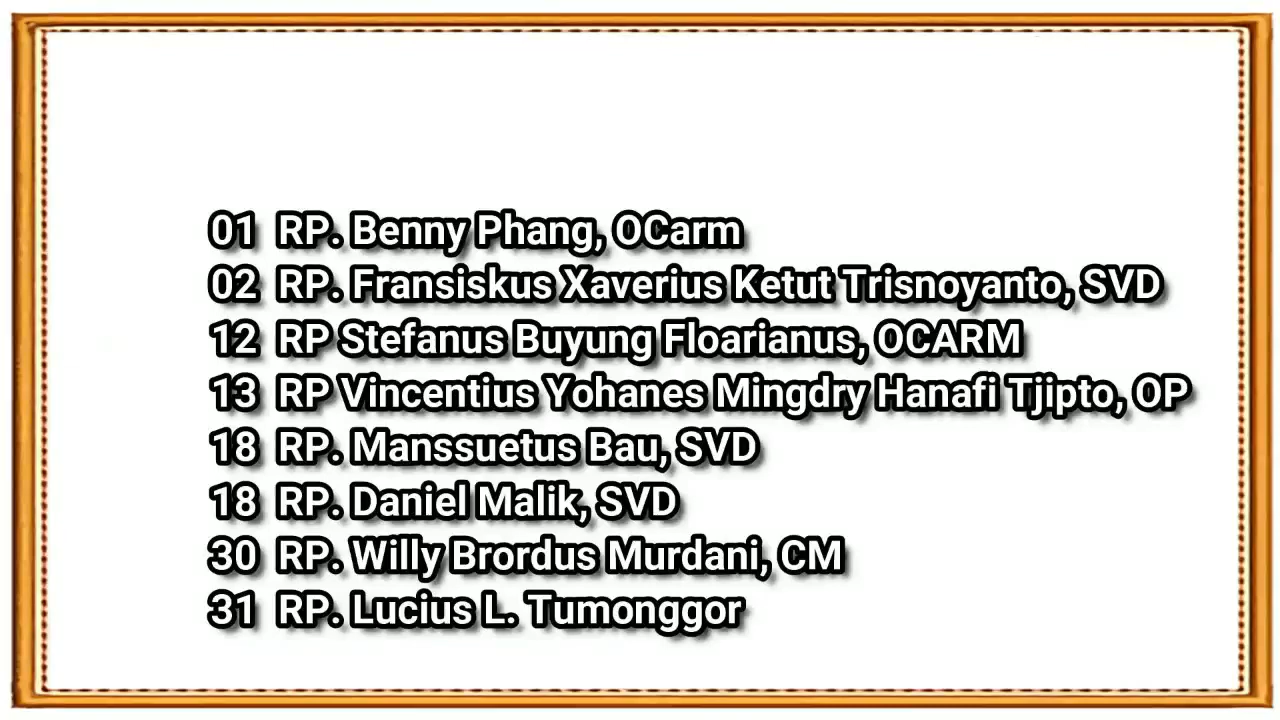 01 RP. Benny Phang, OCarm
02 RP. Fransiskus Xaverius Ketut Trisnoyanto, SVD
12 RP Stefanus Buyung Floarianus, OCARM
13 RP Vincentius Yohanes Mingdry Hanafi Tjipto, OP
18 RP. Manssuetus Bau, SVD
18 RP. Daniel Malik, SVD
30 RP. Willy Brordus Murdani, CM
31 RP. Lucius L. Tumonggor